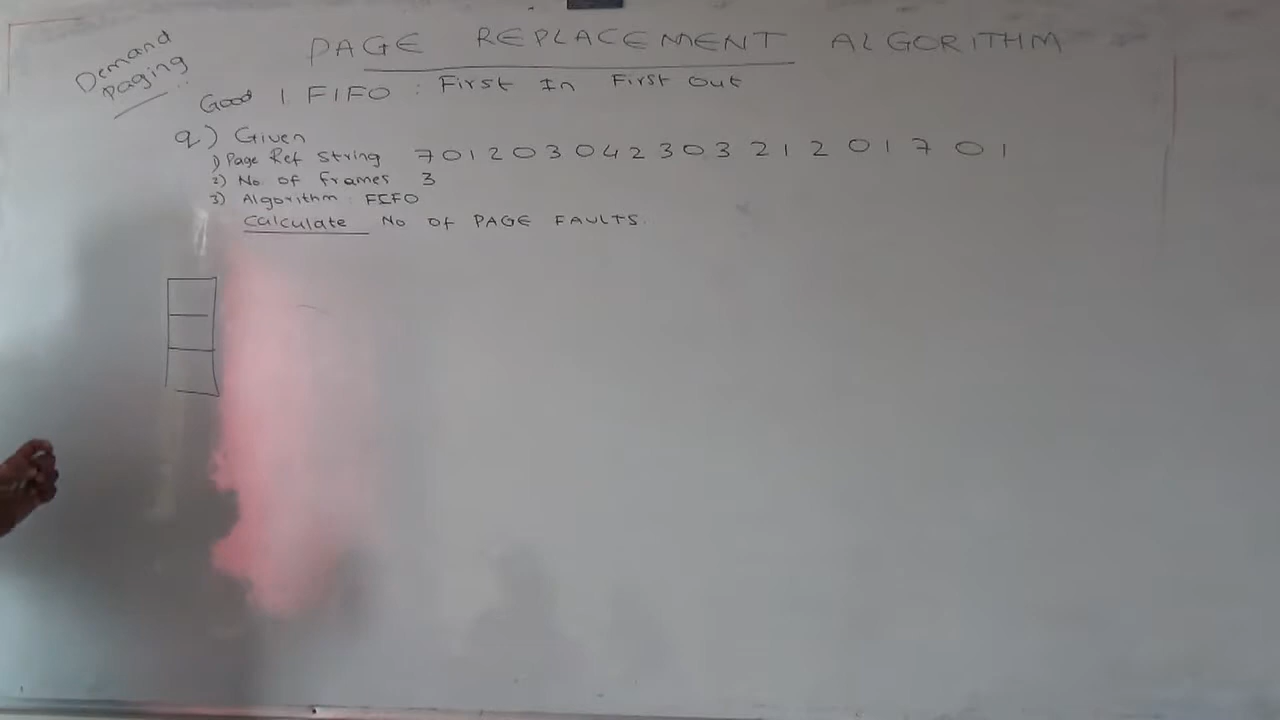 Demand
Paging
PAGE REPLACEMENT ALGORITHM
Good 1. FIFO : First In First Out
q) Given
1) Page Ref String 7 0 1 2 0 3 0 4 2 3 0 3 2 1 2 0 1 7 0 1
2) No of frames 3
3) Algorithm : FIFO
Calculate No of PAGE FAULTS.